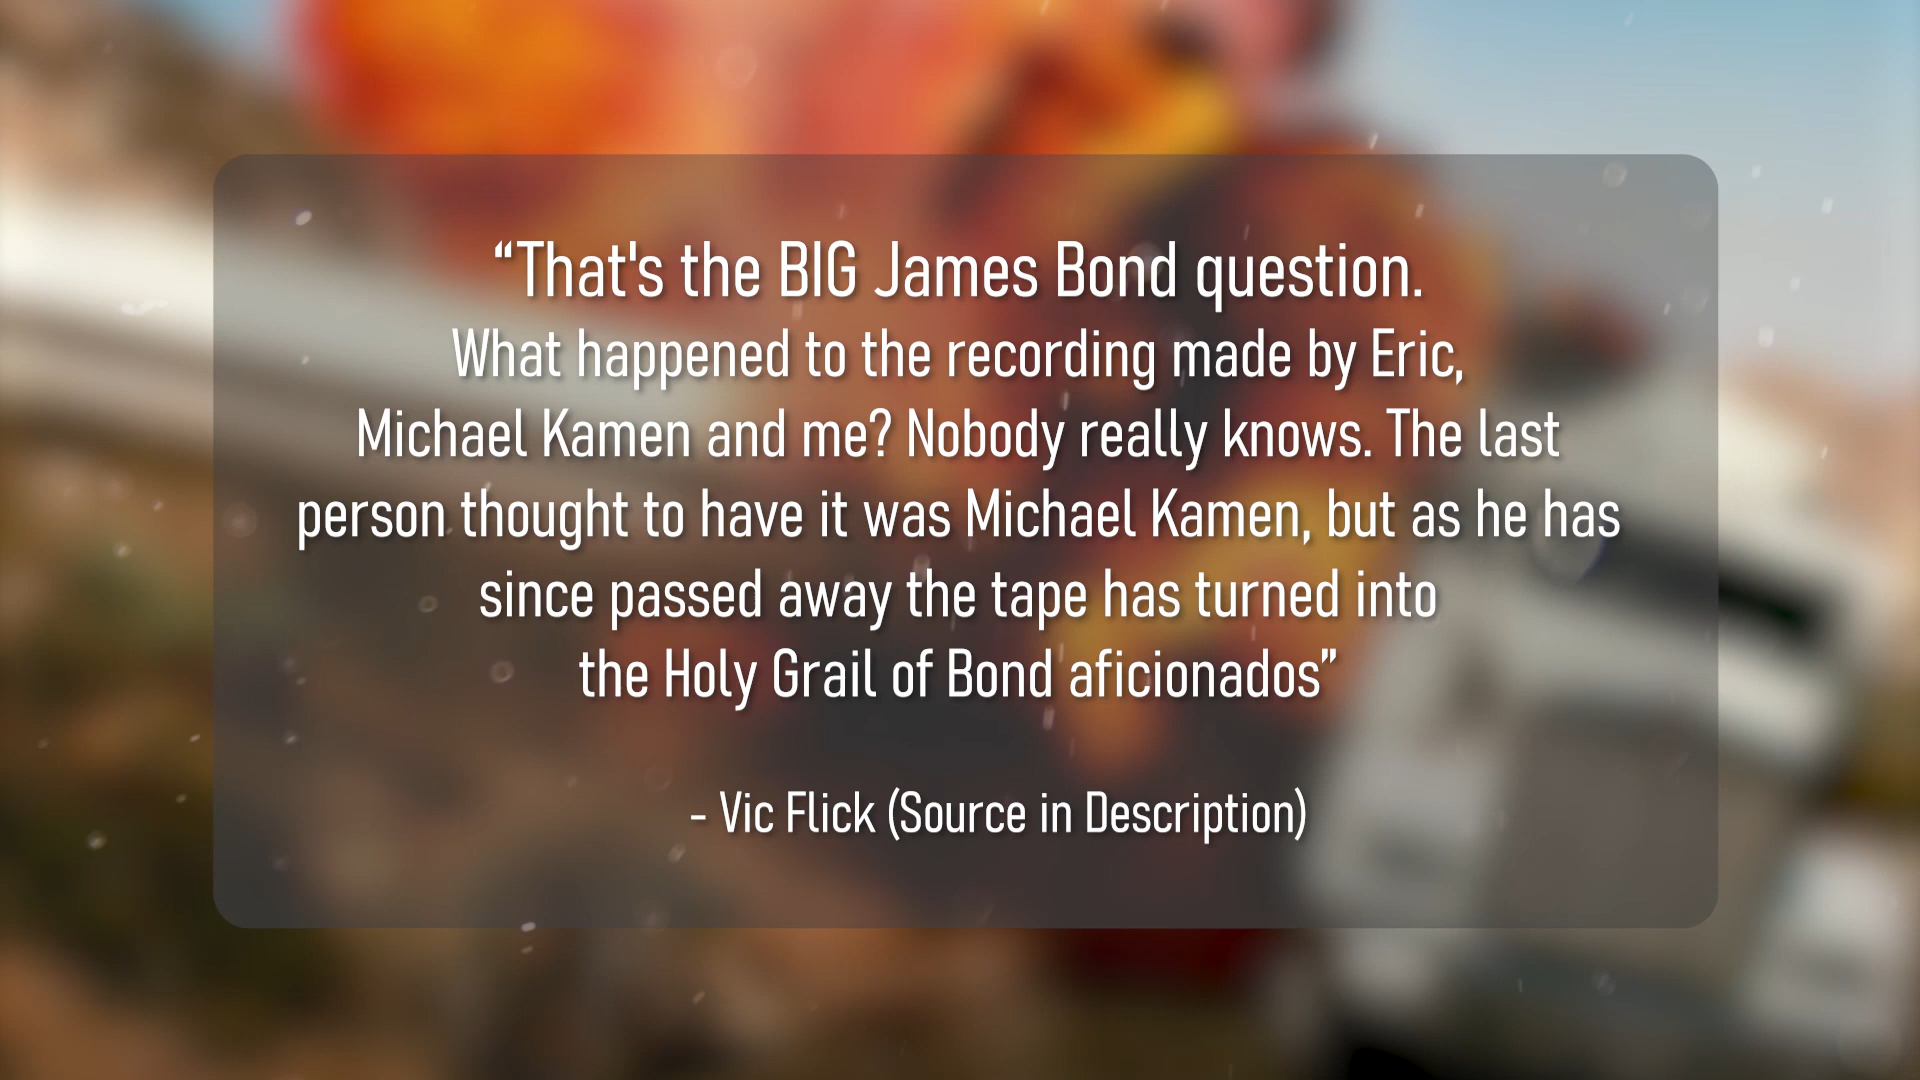 “That's the BIG James Bond question.
What happened to the recording made by Eric,
Michael Kamen and me? Nobody really knows. The last
person thought to have it was Michael Kamen, but as he has
since passed away the tape has turned into
the Holy Grail of Bond aficionados”
- Vic Flick (Source in Description)